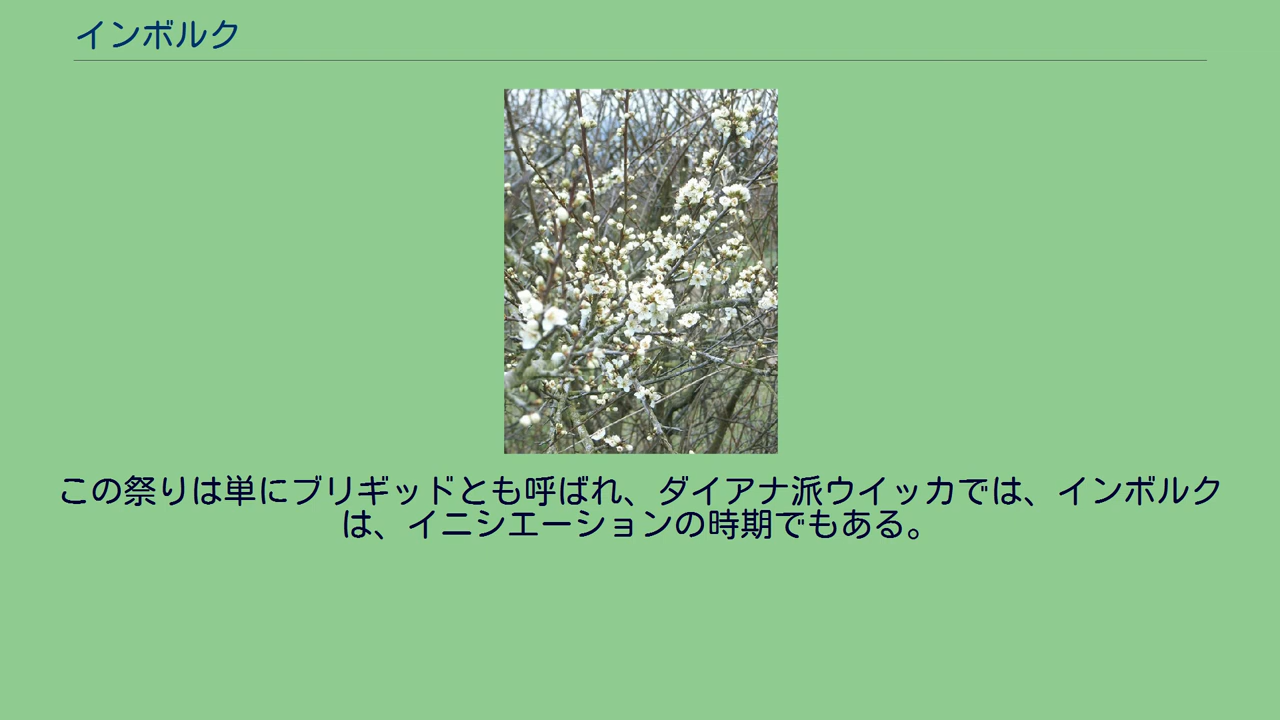 インボルク
この祭りは単にブリギッドとも呼ばれ、ダイアナ派ウイッカでは、インボルク
は、イニシエーションの時期でもある。